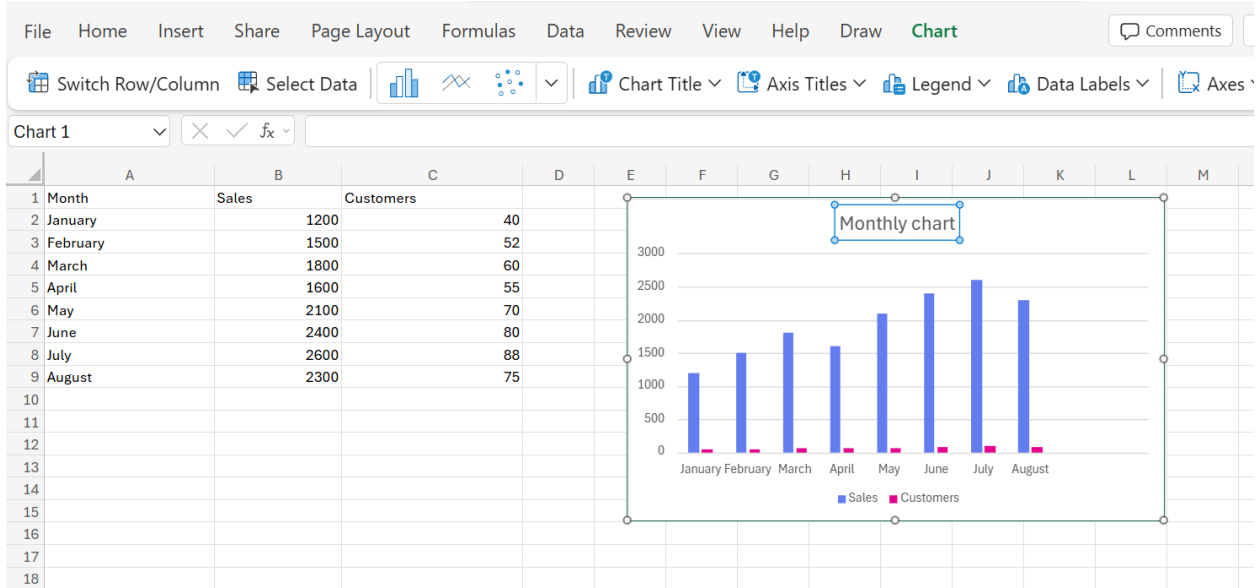 File Home Insert Share Page Layout Formulas Data Review View Help Draw Chart Comments
Switch Row/Column Select Data Chart Title Axis Titles Legend Data Labels Axes
Chart 1 fx
A B C D E F G H I J K L M
1 Month Sales Customers
2 January 1200 40
3 February 1500 52
4 March 1800 60
5 April 1600 55
6 May 2100 70
7 June 2400 80
8 July 2600 88
9 August 2300 75
10
11
12
13
14
15
16
17
18
Monthly chart
3000
2500
2000
1500
1000
500
0
January February March April May June July August
Sales Customers